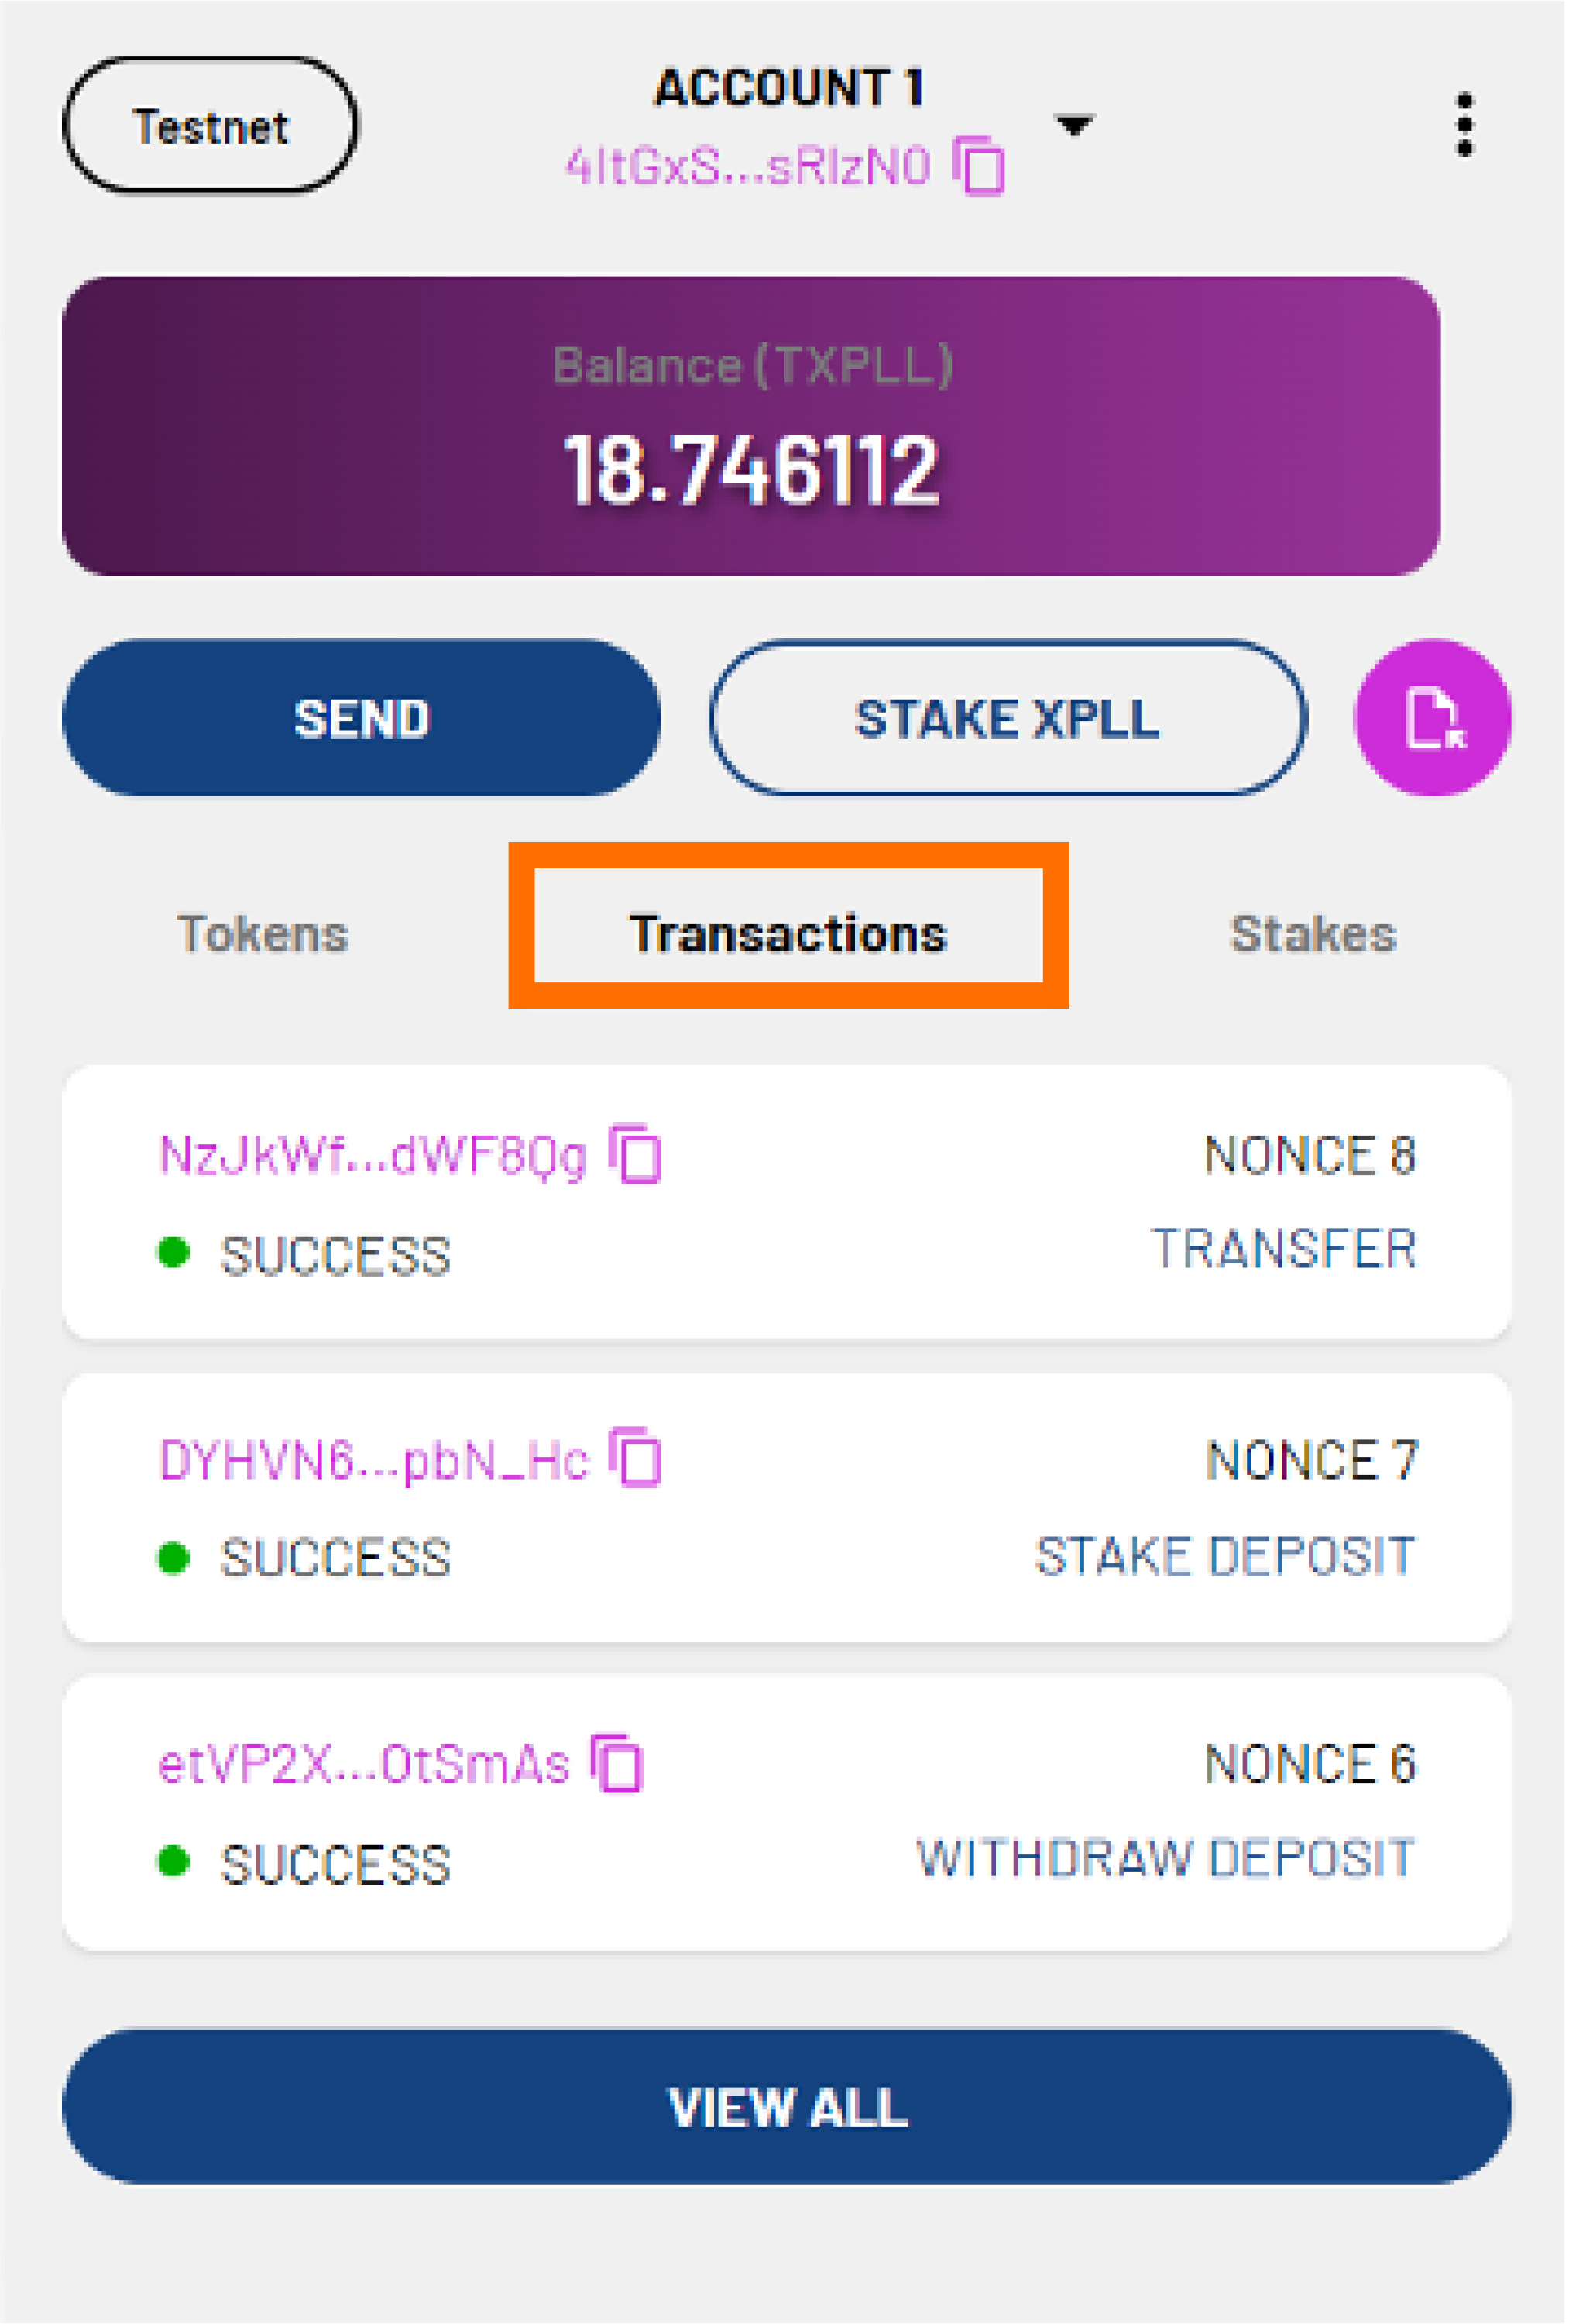 Testnet
ACCOUNT 1
4ItGxS...sRIzN0
Balance (TXPLL)
18.746112
SEND
STAKE XPLL
Tokens
Transactions
Stakes
NzJkWf...dWF8Qg
NONCE 8
SUCCESS
TRANSFER
DYHVN6...pbN_Hc
NONCE 7
SUCCESS
STAKE DEPOSIT
etVP2X...0tSmAs
NONCE 6
SUCCESS
WITHDRAW DEPOSIT
VIEW ALL